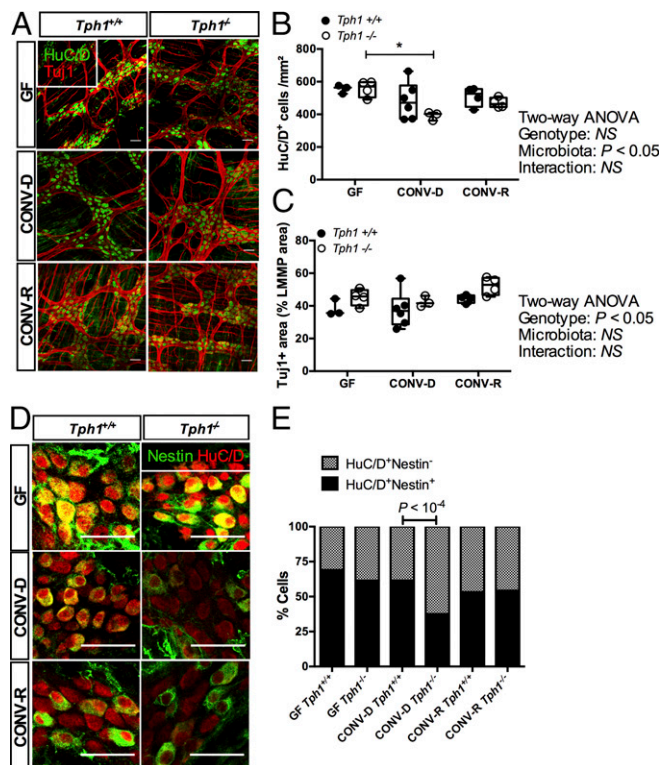 A
Tph1+/+
Tph1-/-
HuC/D
Tuj1
GF
CONV-D
CONV-R
B
Tph1 +/+
Tph1 -/-
*
HuC/D+ cells /mm²
800
600
400
200
0
GF CONV-D CONV-R
Two-way ANOVA
Genotype: NS
Microbiota: P < 0.05
Interaction: NS
C
Tph1 +/+
Tph1 -/-
Tuj1+ area (% LMMP area)
80
60
40
20
0
GF CONV-D CONV-R
Two-way ANOVA
Genotype: P < 0.05
Microbiota: NS
Interaction: NS
D
Tph1+/+
Tph1-/-
Nestin HuC/D
GF
CONV-D
CONV-R
E
HuC/D+Nestin-
HuC/D+Nestin+
P < 10-4
% Cells
100
75
50
25
0
GF Tph1+/+
GF Tph1-/-
CONV-D Tph1+/+
CONV-D Tph1-/-
CONV-R Tph1+/+
CONV-R Tph1-/-